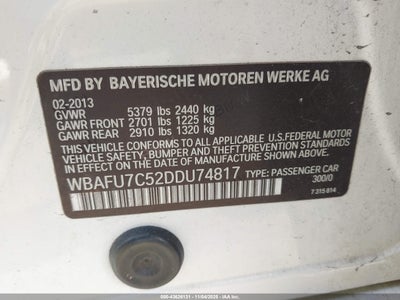 MFD BY BAYERISCHE MOTOREN WERKE AG
02-2013
GVWR 5379 lbs 2440 kg
GAWR FRONT 2701 lbs 1225 kg
GAWR REAR 2910 lbs 1320 kg
THIS VEHICLE CONFORMS TO ALL APPLICABLE U.S.FEDERAL MOTOR
VEHICLE SAFETY, BUMPER, AND THEFT PREVENTION STANDARDS
IN EFFECT ON THE DATE OF MANUFACTURE SHOWN ABOVE.
WBAFU7C52DDU74817 TYPE: PASSENGER CAR
300/0
7 315 814